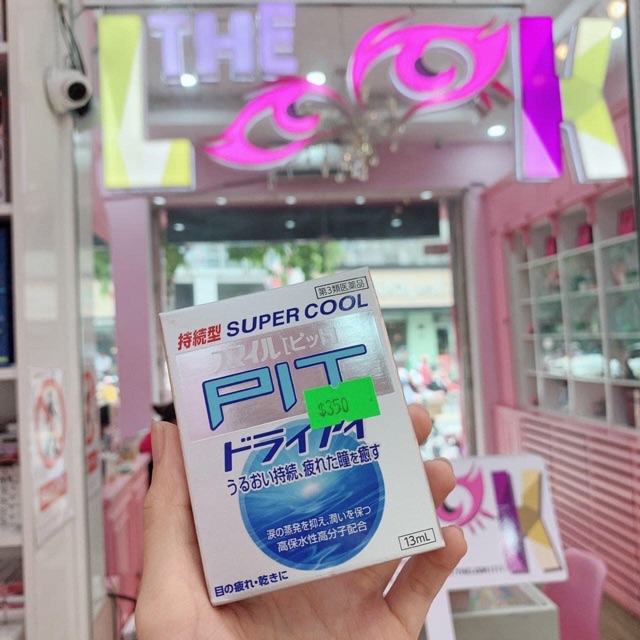 THE
LOOK
第3類医薬品
持続型 SUPER COOL
スマイル[ピット]
PIT
$350
ドライアイ
うるおい持続、疲れた瞳を癒す
涙の蒸発を抑え、潤いを保つ
高保水性高分子配合
13mL
目の疲れ・乾きに